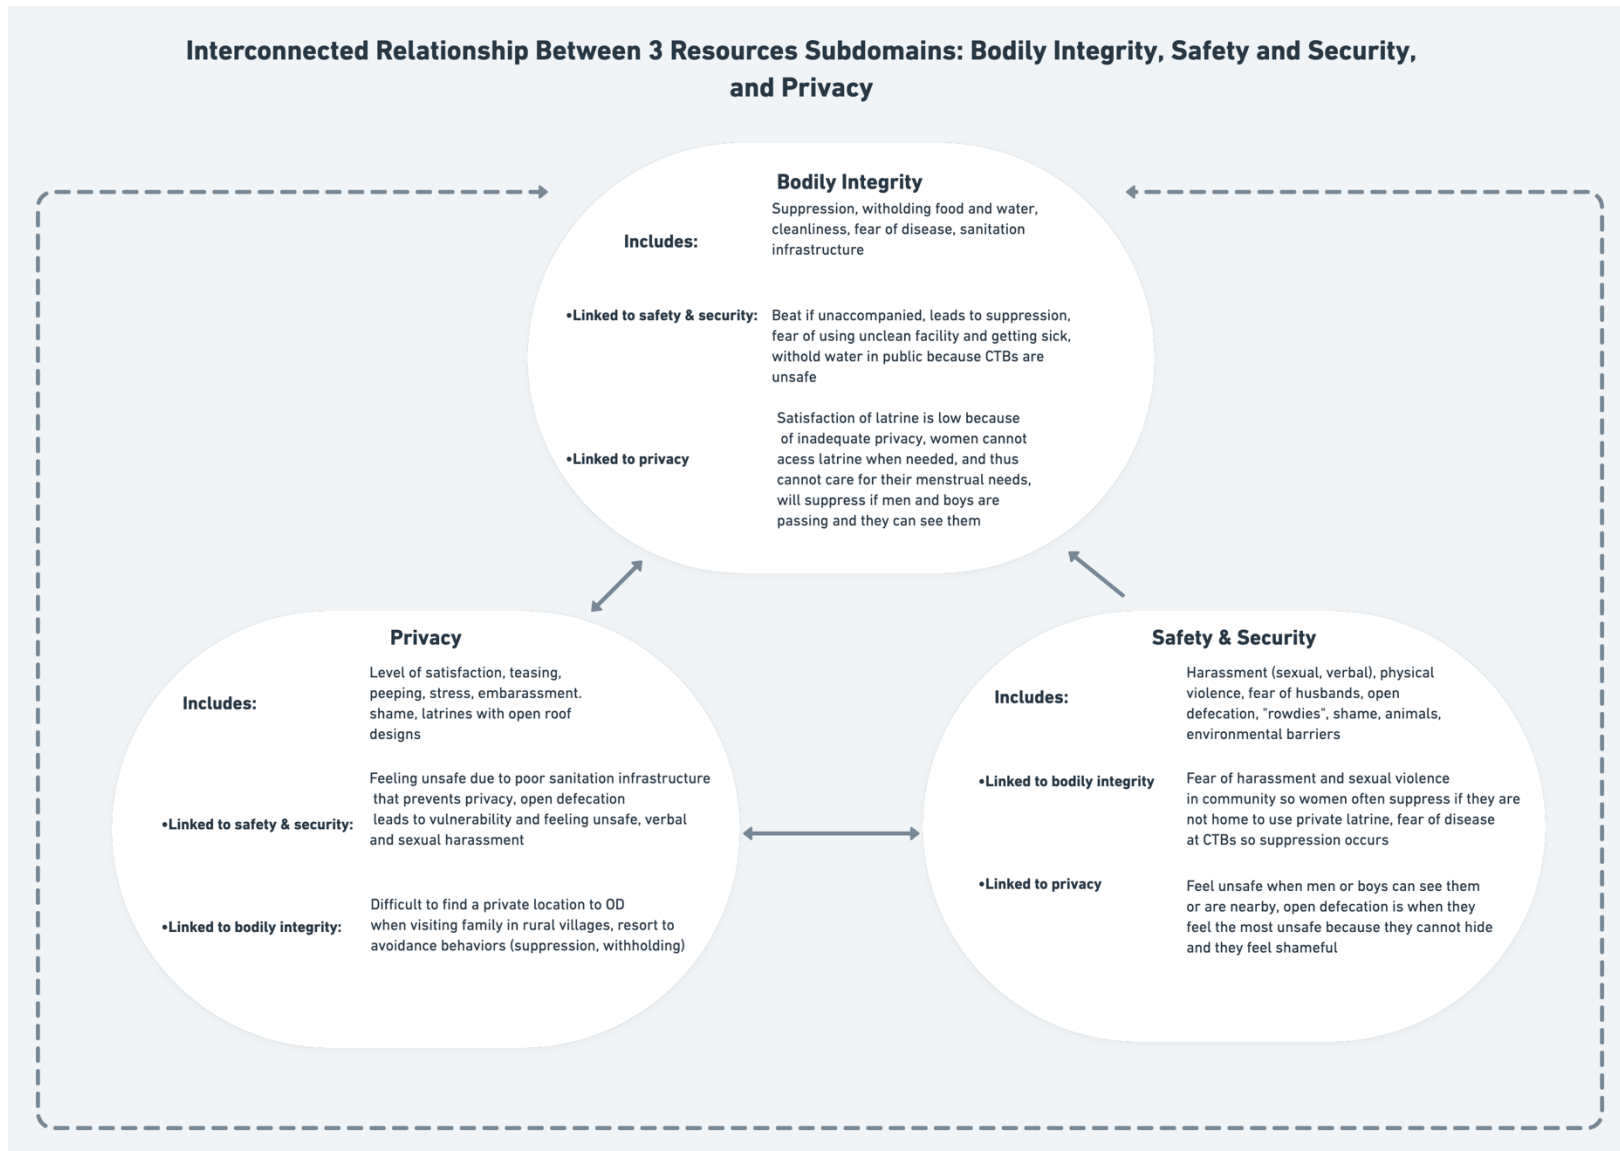 Interconnected Relationship Between 3 Resources Subdomains: Bodily Integrity, Safety and Security,
and Privacy
Bodily Integrity
Includes:
Suppression, witholding food and water,
cleanliness, fear of disease, sanitation
infrastructure
•Linked to safety & security:
Beat if unaccompanied, leads to suppression,
fear of using unclean facility and getting sick,
withold water in public because CTBs are
unsafe
•Linked to privacy
Satisfaction of latrine is low because
of inadequate privacy, women cannot
acess latrine when needed, and thus
cannot care for their menstrual needs,
will suppress if men and boys are
passing and they can see them
Privacy
Includes:
Level of satisfaction, teasing,
peeping, stress, embarassment.
shame, latrines with open roof
designs
•Linked to safety & security:
Feeling unsafe due to poor sanitation infrastructure
that prevents privacy, open defecation
leads to vulnerability and feeling unsafe, verbal
and sexual harassment
•Linked to bodily integrity:
Difficult to find a private location to OD
when visiting family in rural villages, resort to
avoidance behaviors (suppression, withholding)
Safety & Security
Includes:
Harassment (sexual, verbal), physical
violence, fear of husbands, open
defecation, "rowdies", shame, animals,
environmental barriers
•Linked to bodily integrity
Fear of harassment and sexual violence
in community so women often suppress if they are
not home to use private latrine, fear of disease
at CTBs so suppression occurs
•Linked to privacy
Feel unsafe when men or boys can see them
or are nearby, open defecation is when they
feel the most unsafe because they cannot hide
and they feel shameful